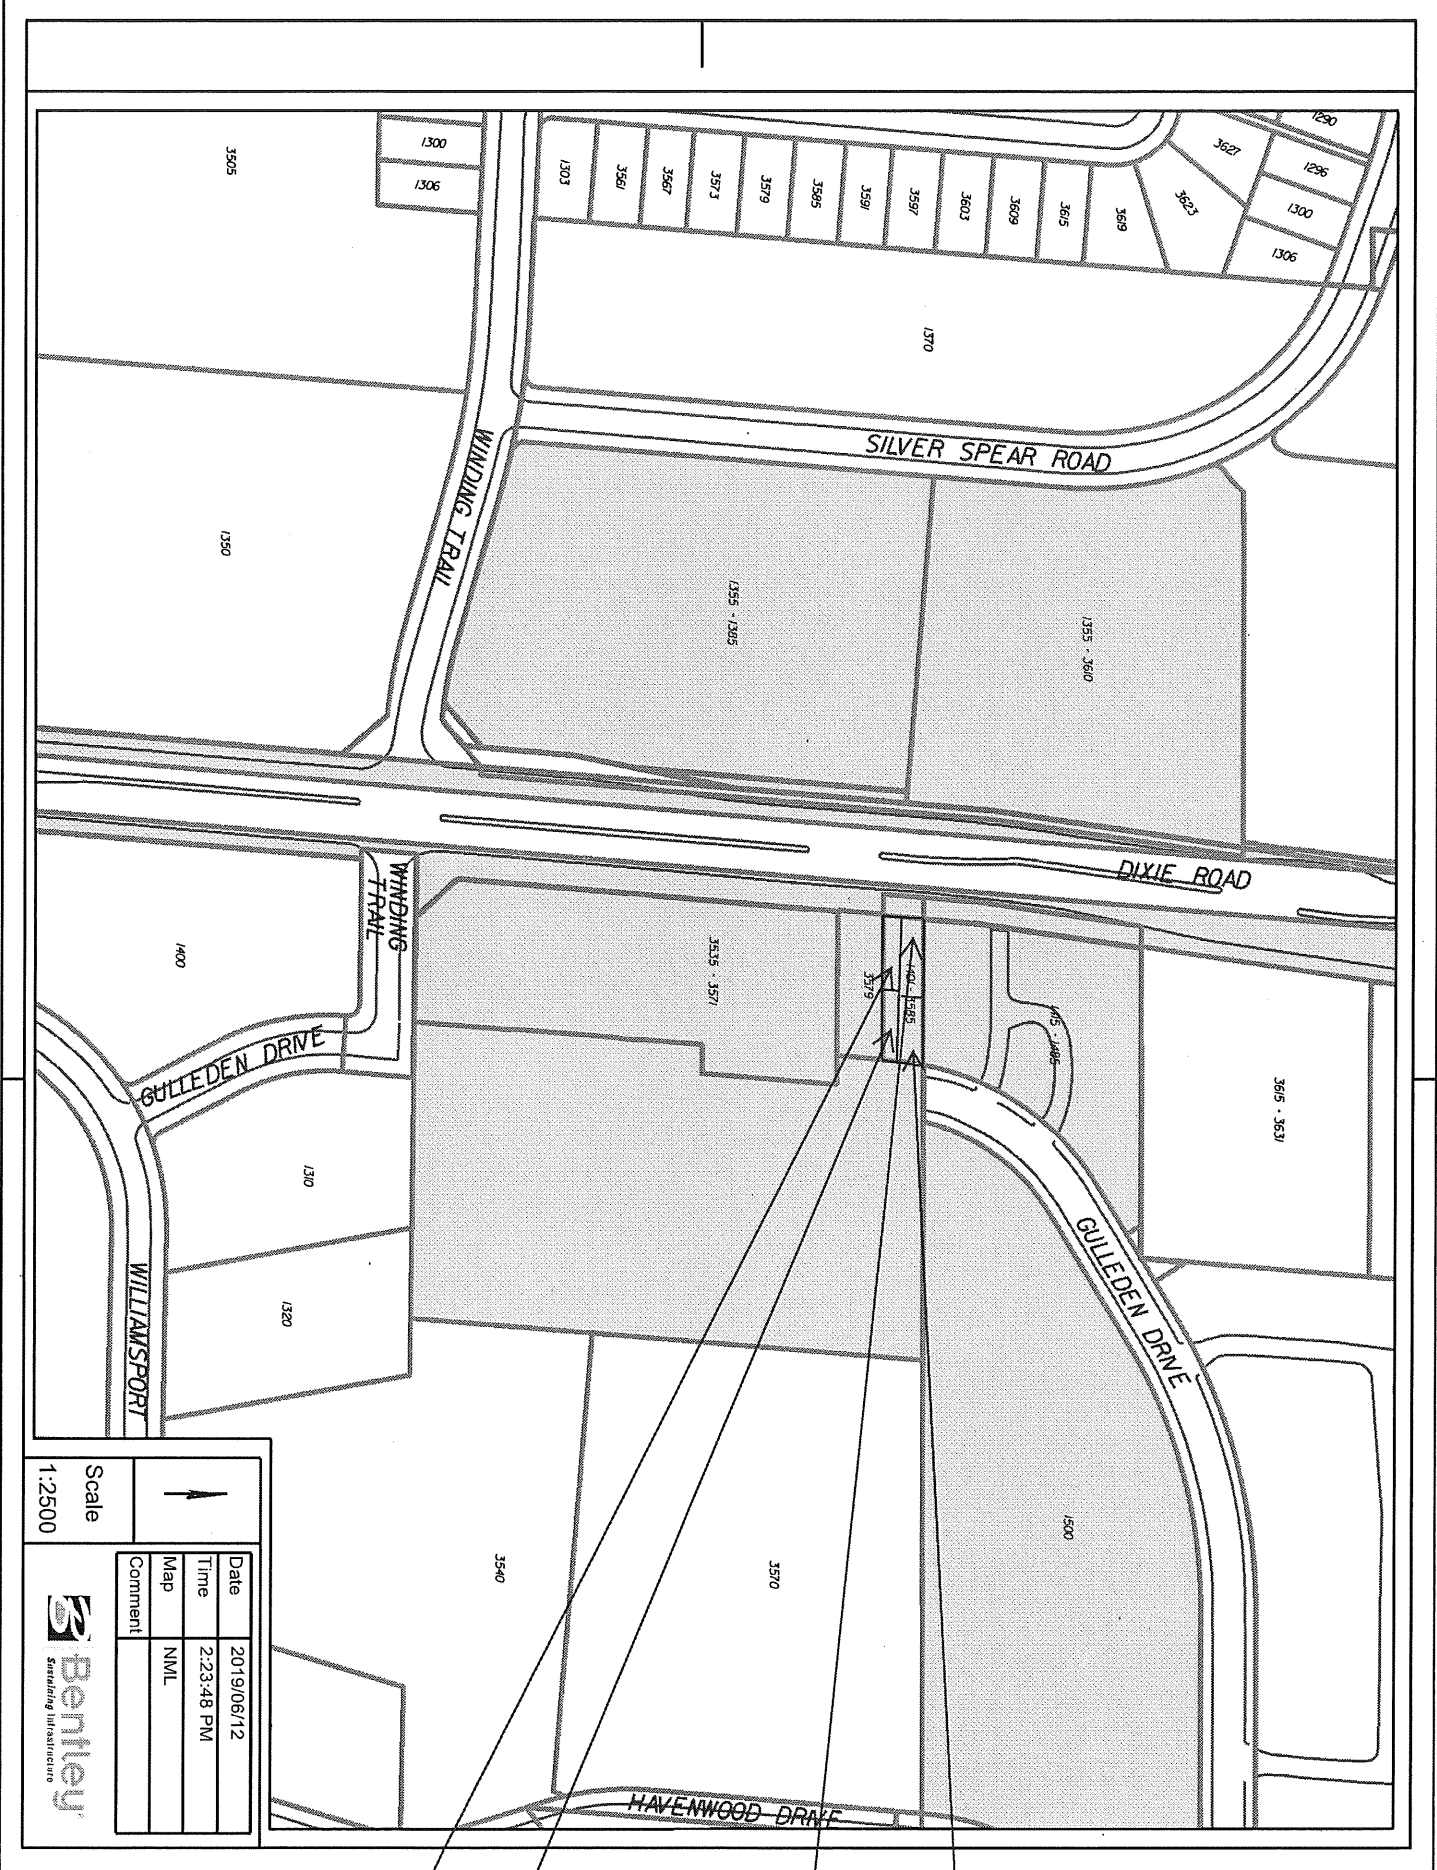 1290
3627
1296
3623
1300
1306
3505
1300
1306
1303
3561
3567
3573
3579
3585
3591
3597
3603
3609
3615
3619
1370
SILVER SPEAR ROAD
WINDING TRAIL
1350
1355 - 1385
1355 - 3610
DIXIE ROAD
WINDING
TRAIL
1400
3535 - 3571
3579
1401 - 3585
1415 - 1485
3615 - 3631
GULLEDEN DRIVE
1310
1320
GULLEDEN DRIVE
WILLIAMSPORT
3540
3570
1500
HAVENWOOD DRIVE
Scale
1:2500
Date 2019/06/12
Time 2:23:48 PM
Map NML
Comment
Bentley
Sustaining Infrastructure